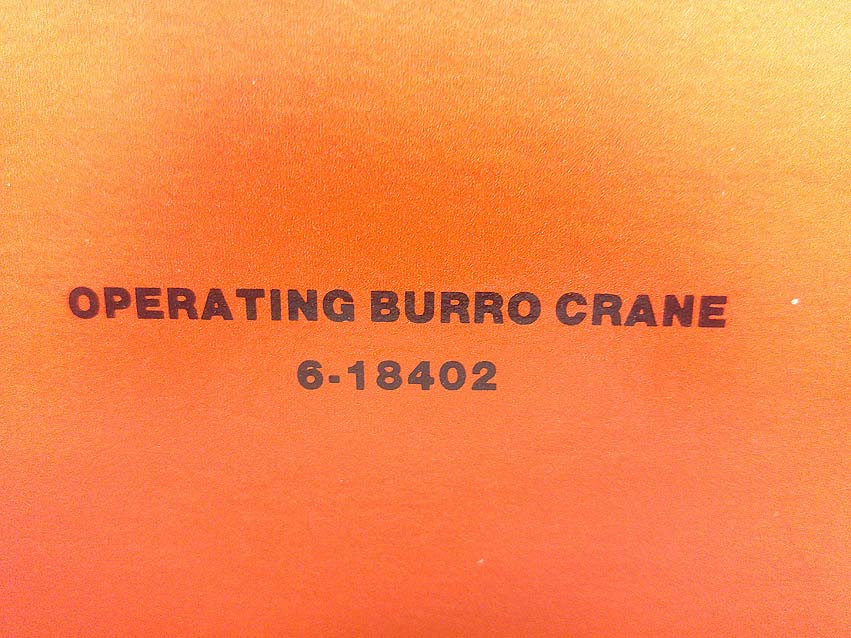 OPERATING BURRO CRANE
6-18402